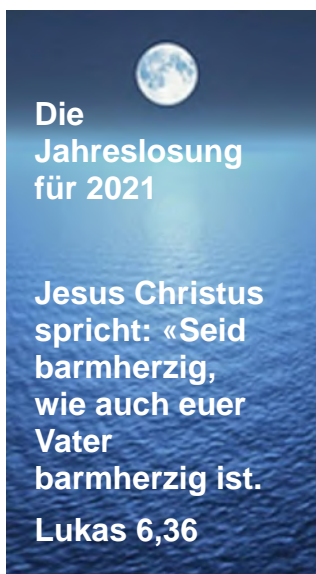 Die
Jahreslosung
für 2021
Jesus Christus
spricht: «Seid
barmherzig,
wie auch euer
Vater
barmherzig ist.
Lukas 6,36